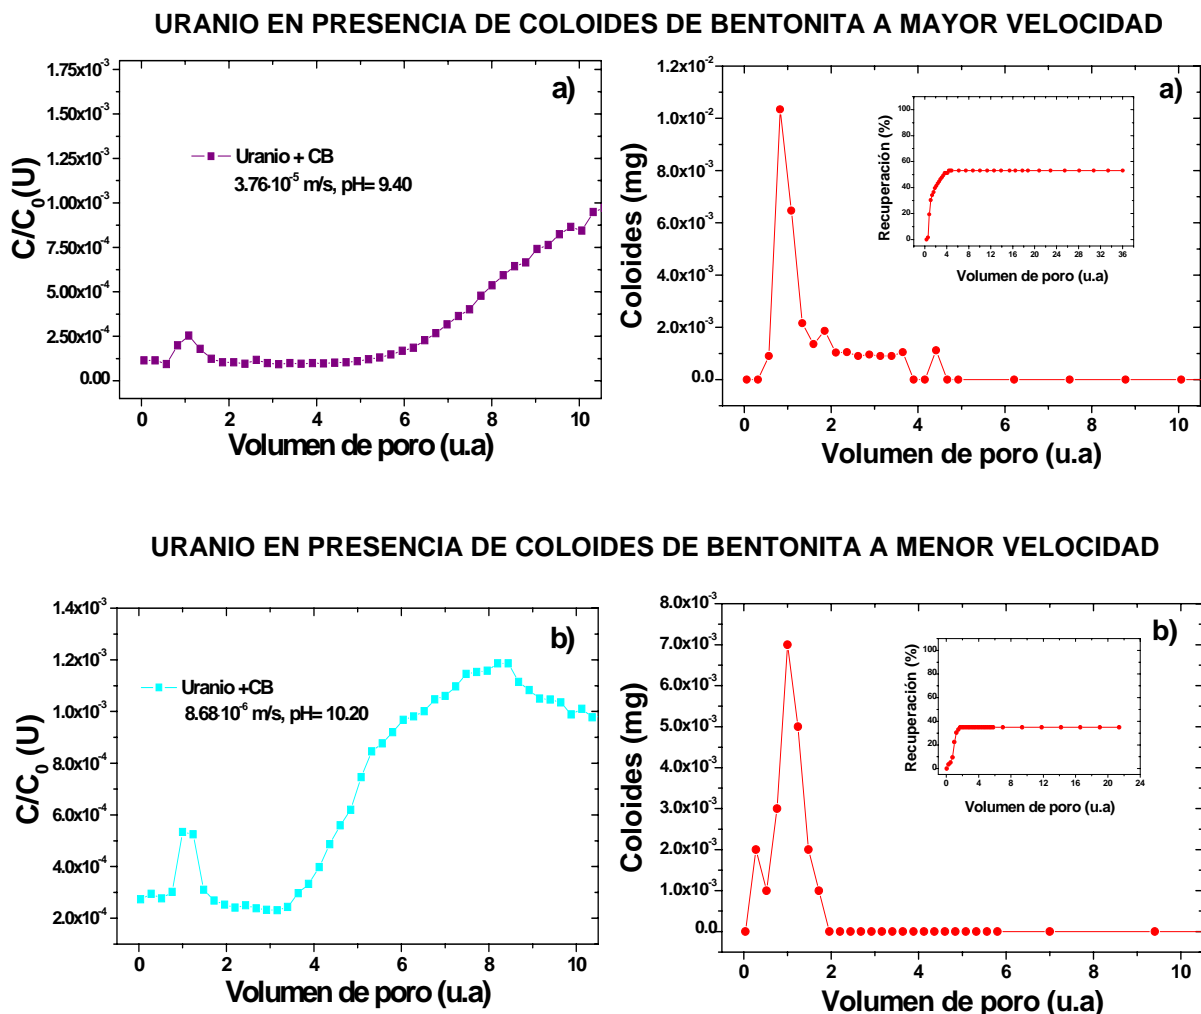 URANIO EN PRESENCIA DE COLOIDES DE BENTONITA A MAYOR VELOCIDAD
a)
C/C₀(U)
1.75x10⁻³
1.50x10⁻³
1.25x10⁻³
1.00x10⁻³
7.50x10⁻⁴
5.00x10⁻⁴
2.50x10⁻⁴
0.00
Uranio + CB
3.76·10⁻⁵ m/s, pH= 9.40
0 2 4 6 8 10
Volumen de poro (u.a)
a)
Coloides (mg)
1.2x10⁻²
1.0x10⁻²
8.0x10⁻³
6.0x10⁻³
4.0x10⁻³
2.0x10⁻³
0.0
Recuperación (%)
100
80
60
40
20
0
0 4 8 12 16 20 24 28 32 36
Volumen de poro (u.a)
0 2 4 6 8 10
Volumen de poro (u.a)
URANIO EN PRESENCIA DE COLOIDES DE BENTONITA A MENOR VELOCIDAD
b)
C/C₀ (U)
1.4x10⁻³
1.2x10⁻³
1.0x10⁻³
8.0x10⁻⁴
6.0x10⁻⁴
4.0x10⁻⁴
2.0x10⁻⁴
Uranio +CB
8.68·10⁻⁶ m/s, pH= 10.20
0 2 4 6 8 10
Volumen de poro (u.a)
b)
Coloides (mg)
8.0x10⁻³
7.0x10⁻³
6.0x10⁻³
5.0x10⁻³
4.0x10⁻³
3.0x10⁻³
2.0x10⁻³
1.0x10⁻³
0.0
Recuperación (%)
100
80
60
40
20
0
0 4 8 12 16 20 24
Volumen de poro (u.a)
0 2 4 6 8 10
Volumen de poro (u.a)